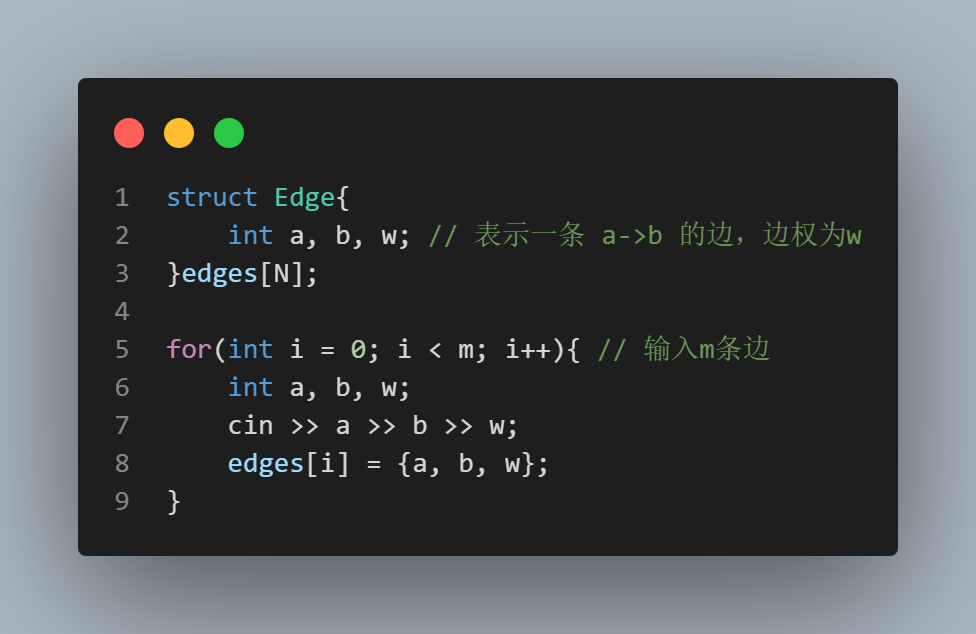 1 struct Edge{
2 int a, b, w; // 表示一条 a->b 的边，边权为w
3 }edges[N];
4
5 for(int i = 0; i < m; i++){ // 输入m条边
6 int a, b, w;
7 cin >> a >> b >> w;
8 edges[i] = {a, b, w};
9 }